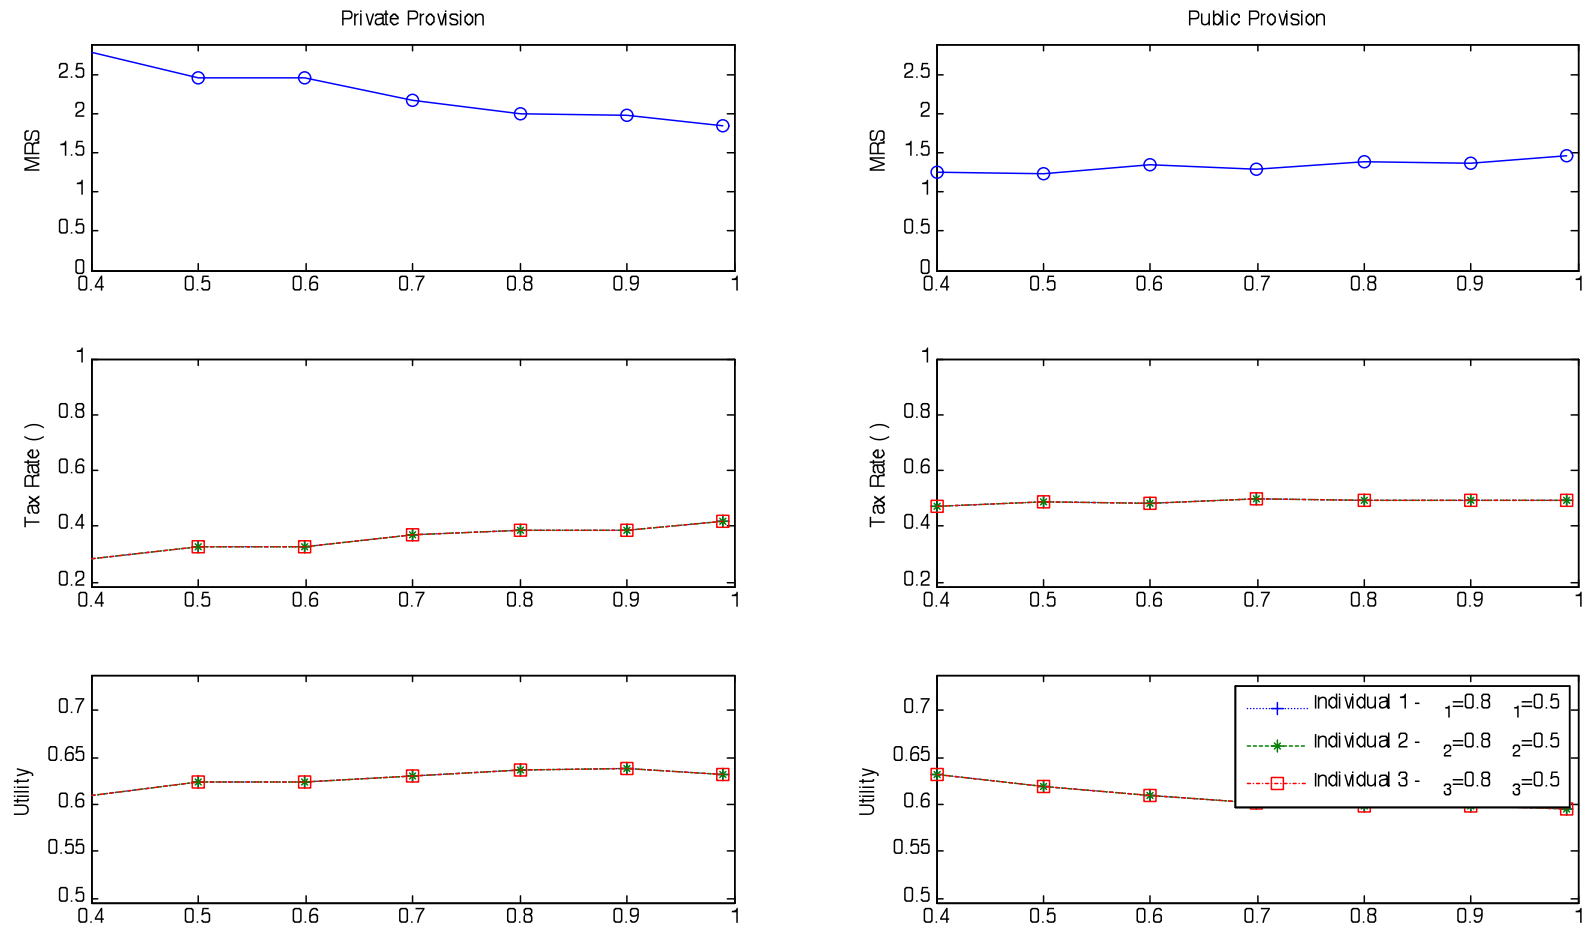 Private Provision
Public Provision
MRS
2.5
2
1.5
1
0.5
0
0.4 0.5 0.6 0.7 0.8 0.9 1
MRS
2.5
2
1.5
1
0.5
0
0.4 0.5 0.6 0.7 0.8 0.9 1
Tax Rate ( )
1
0.8
0.6
0.4
0.2
0.4 0.5 0.6 0.7 0.8 0.9 1
Tax Rate ( )
1
0.8
0.6
0.4
0.2
0.4 0.5 0.6 0.7 0.8 0.9 1
Utility
0.7
0.65
0.6
0.55
0.5
0.4 0.5 0.6 0.7 0.8 0.9 1
Utility
0.7
0.65
0.6
0.55
0.5
0.4 0.5 0.6 0.7 0.8 0.9 1
Individual 1 - 1=0.8 1=0.5
Individual 2 - 2=0.8 2=0.5
Individual 3 - 3=0.8 3=0.5